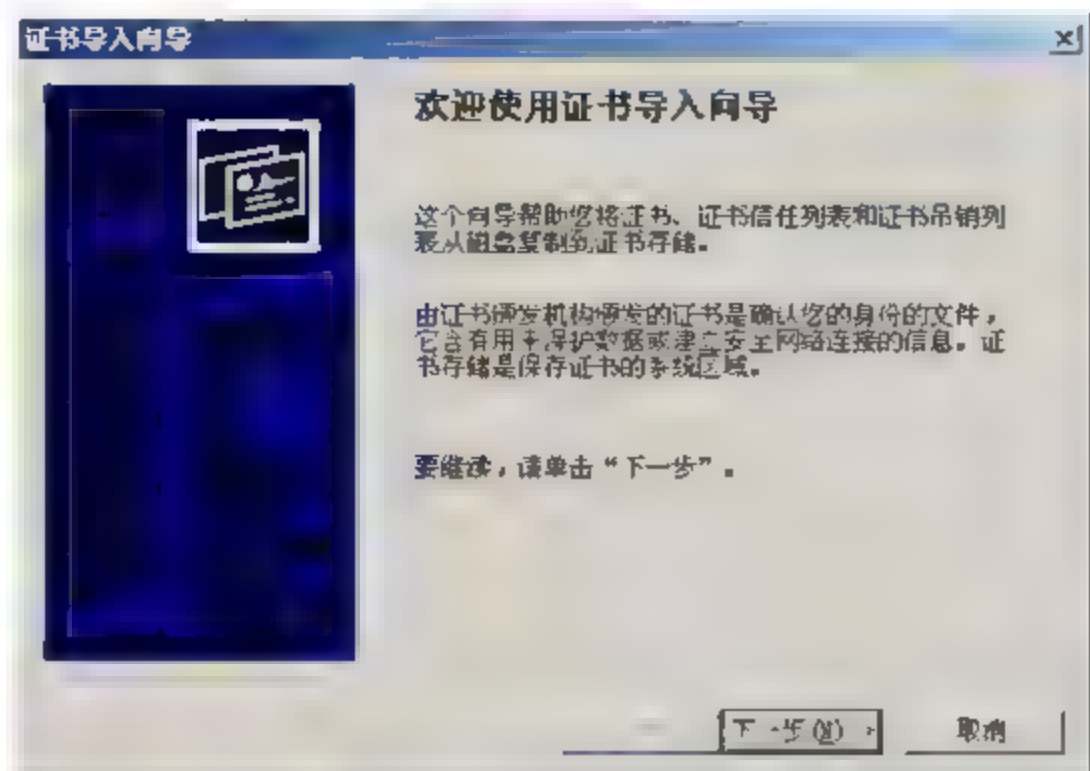 证书导入向导
欢迎使用证书导入向导
这个向导帮助您将证书、证书信任列表和证书吊销列
表从磁盘复制到证书存储。
由证书颁发机构颁发的证书是确认您的身份的文件，
它含有用来保护数据或建立安全网络连接的信息。证
书存储是保存证书的系统区域。
要继续，请单击“下一步”。
下一步(N) >
取消